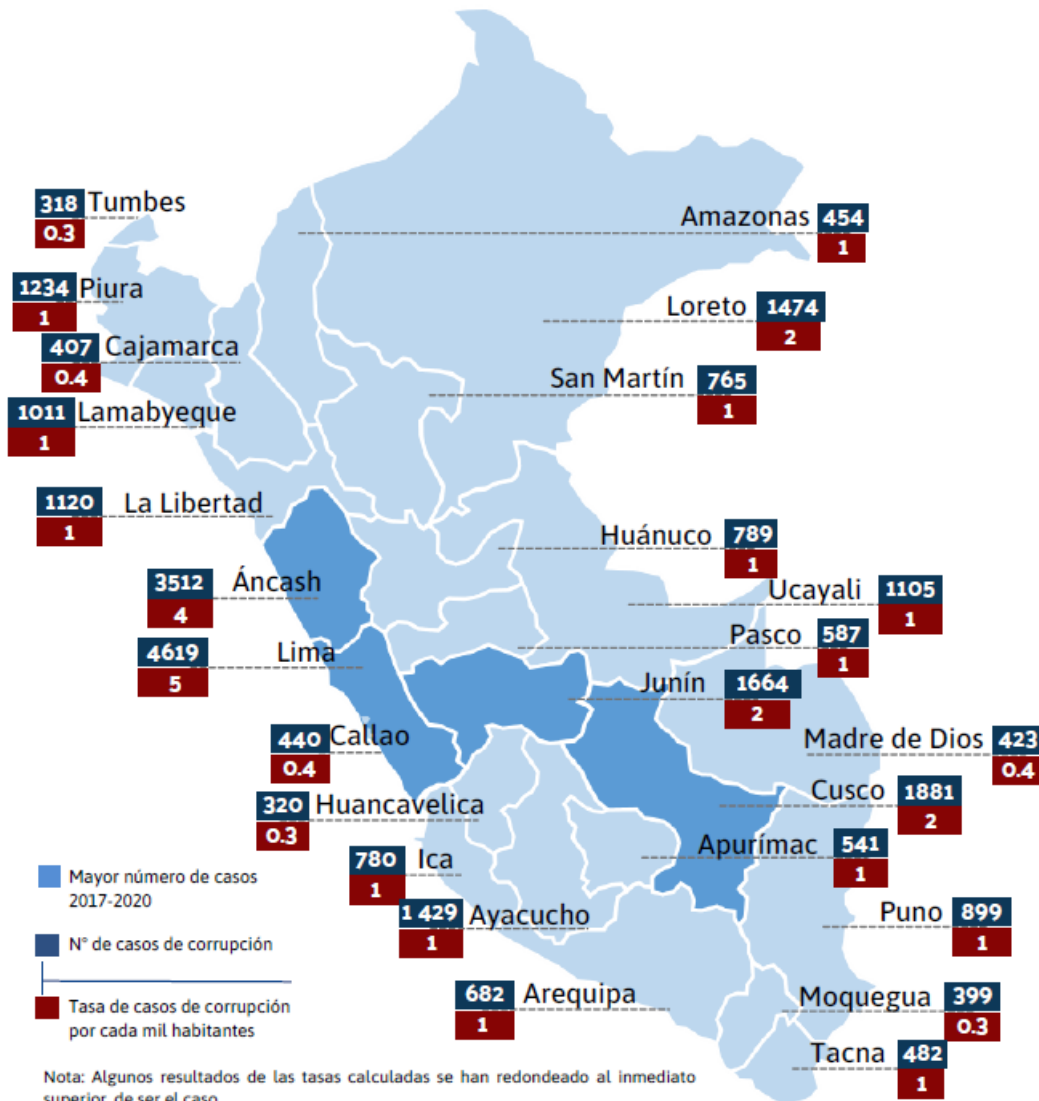 318 Tumbes
0.3
Amazonas 454
1
1234 Piura
1
Loreto 1474
2
407 Cajamarca
0.4
San Martín 765
1
1011 Lamabyeque
1
1120 La Libertad
1
Huánuco 789
1
3512 Áncash
4
Ucayali 1105
1
4619 Lima
5
Pasco 587
1
Junín 1664
2
440 Callao
0.4
Madre de Dios 423
0.4
320 Huancavelica
0.3
Cusco 1881
2
780 Ica
1
Apurímac 541
1
1 429 Ayacucho
1
Puno 899
1
682 Arequipa
1
Moquegua 399
0.3
Tacna 482
1
Mayor número de casos
2017-2020
N° de casos de corrupción
Tasa de casos de corrupción
por cada mil habitantes
Nota: Algunos resultados de las tasas calculadas se han redondeado al inmediato
superior, de ser el caso